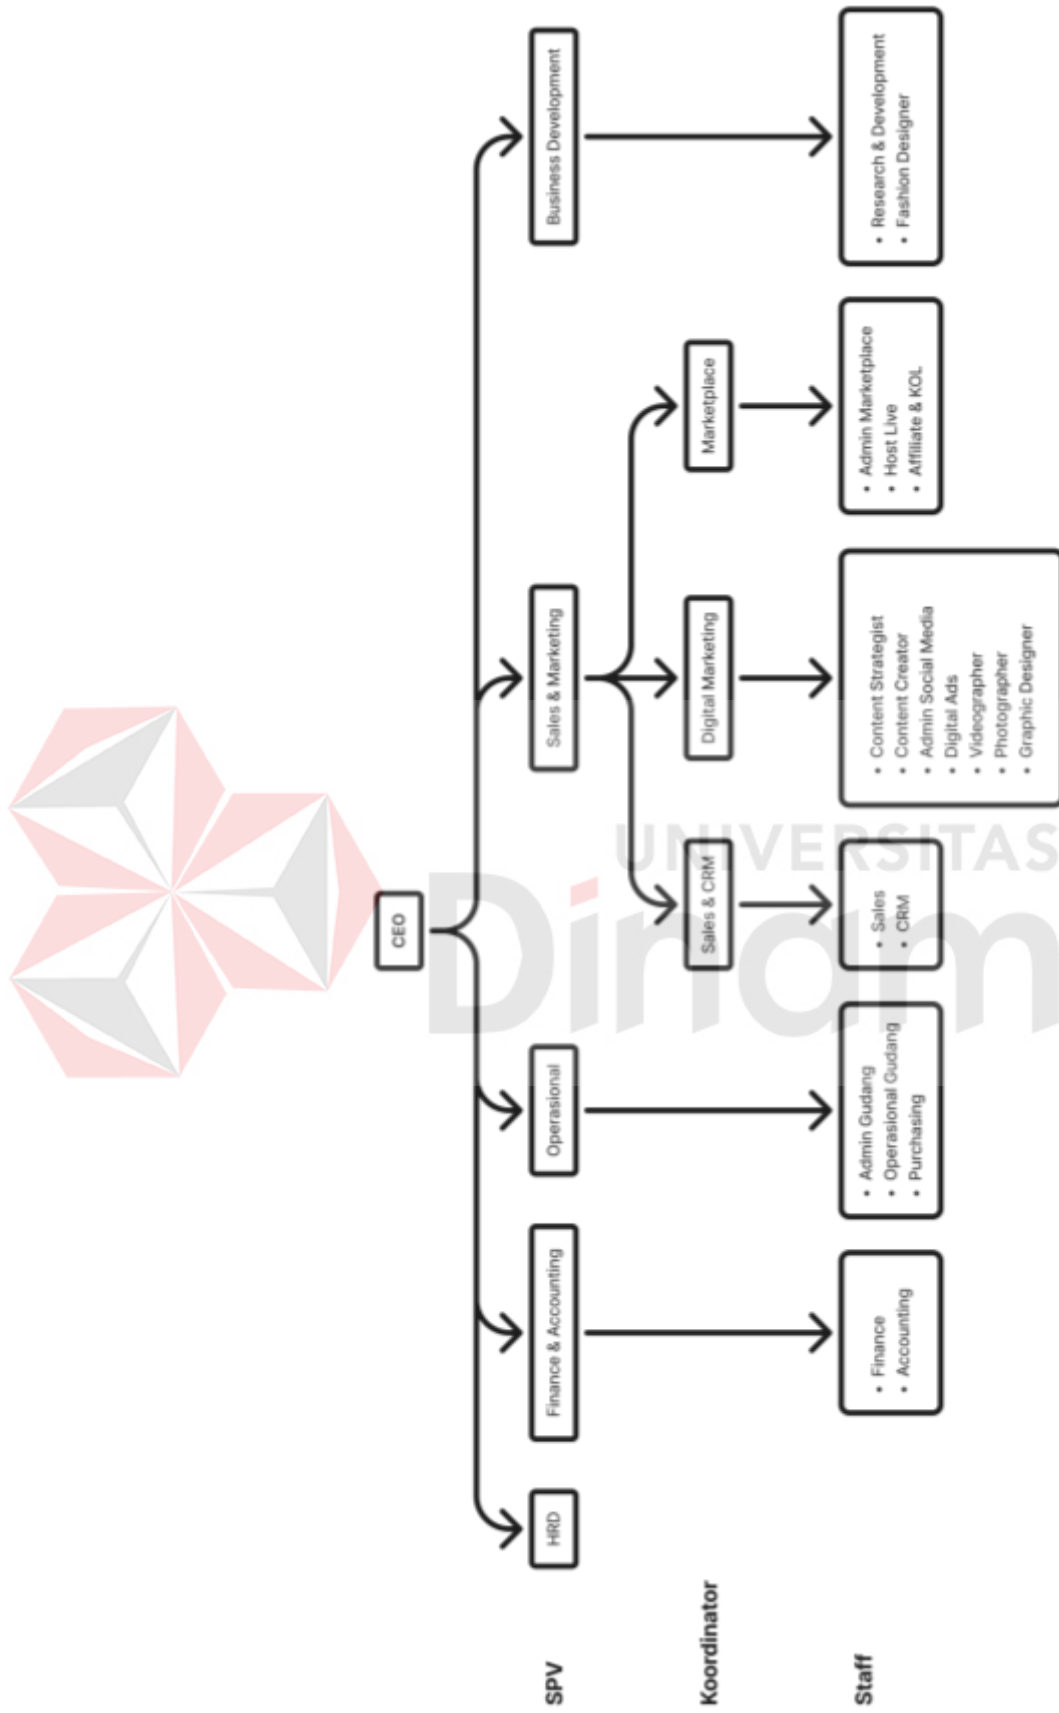 CEO
SPV
HRD
Finance & Accounting
Operasional
Sales & Marketing
Business Development
Koordinator
Sales & CRM
Digital Marketing
Marketplace
Staff
• Finance
• Accounting
• Admin Gudang
• Operasional Gudang
• Purchasing
• Sales
• CRM
• Content Strategist
• Content Creator
• Admin Social Media
• Digital Ads
• Videographer
• Photographer
• Graphic Designer
• Admin Marketplace
• Host Live
• Affiliate & KOL
• Research & Development
• Fashion Designer
UNIVERSITAS
Dinam